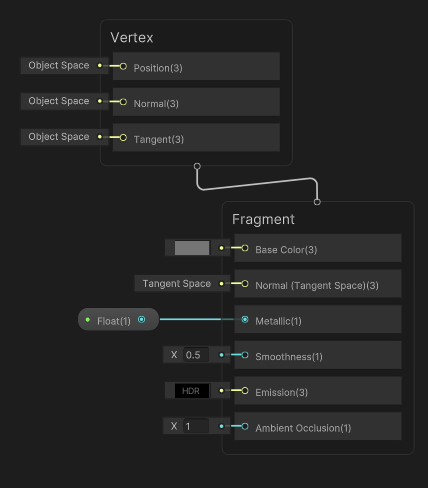 Vertex
Object Space Position(3)
Object Space Normal(3)
Object Space Tangent(3)
Fragment
Base Color(3)
Tangent Space Normal (Tangent Space)(3)
Float(1) Metallic(1)
X 0.5 Smoothness(1)
HDR Emission(3)
X 1 Ambient Occlusion(1)